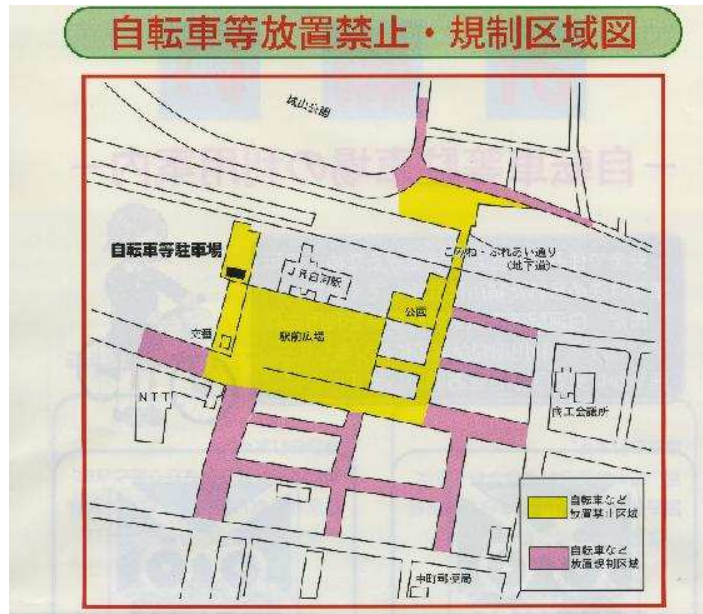 自転車等放置禁止・規制区域図
城山公園
自転車等駐車場
こみね・ふれあい通り
(地下道)
JR白河駅
公園
交番
駅前広場
NTT
商工会議所
自転車など
放置禁止区域
自転車など
放置規制区域
中町郵便局